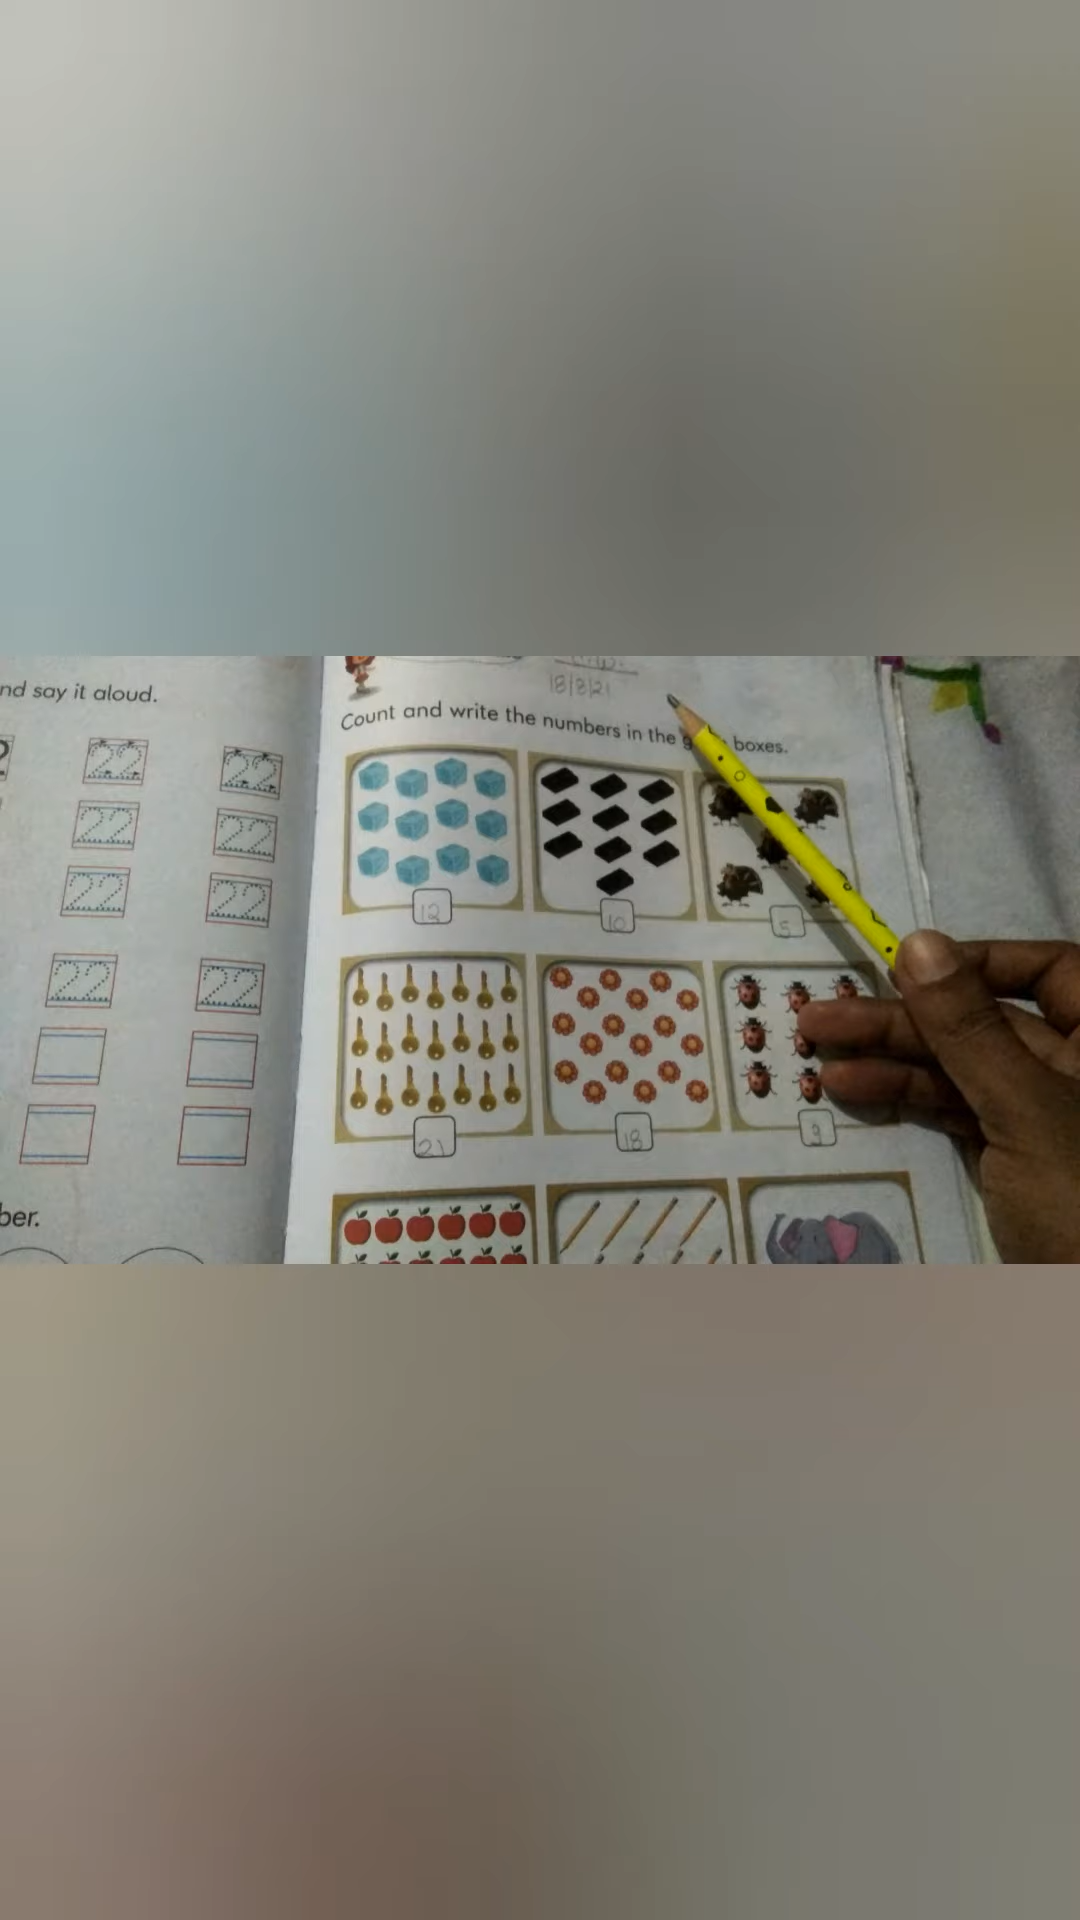 nd say it aloud.
22 22
22 22
22 22
22 22
ber.
18/8/21
Count and write the numbers in the boxes.
12 10 5
21 18 9